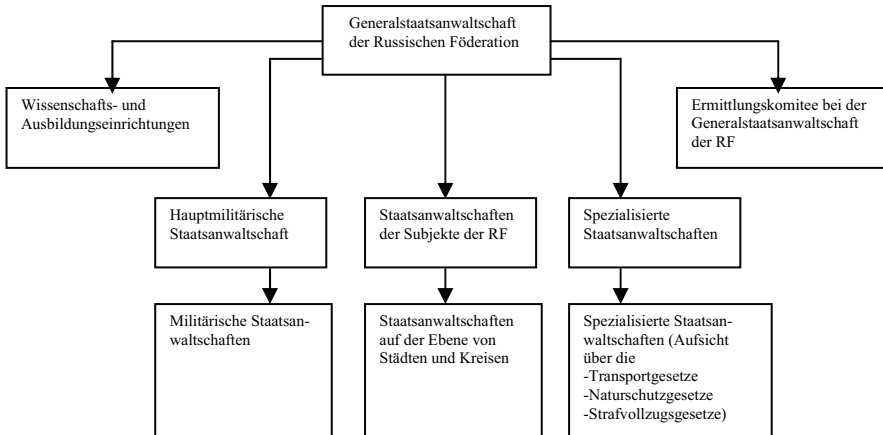 Generalstaatsanwaltschaft
der Russischen Föderation
Wissenschafts- und
Ausbildungseinrichtungen
Ermittlungskomitee bei der
Generalstaatsanwaltschaft
der RF
Hauptmilitärische
Staatsanwaltschaft
Staatsanwaltschaften
der Subjekte der RF
Spezialisierte
Staatsanwaltschaften
Militärische Staatsan-
waltschaften
Staatsanwaltschaften
auf der Ebene von
Städten und Kreisen
Spezialisierte Staatsan-
waltschaften (Aufsicht
über die
-Transportgesetze
-Naturschutzgesetze
-Strafvollzugsgesetze)